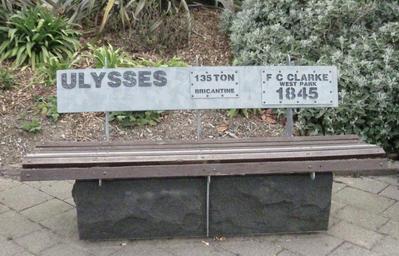 ULYSSES
135 TON
BRIGANTINE
F G CLARKE
WEST PARK
1845